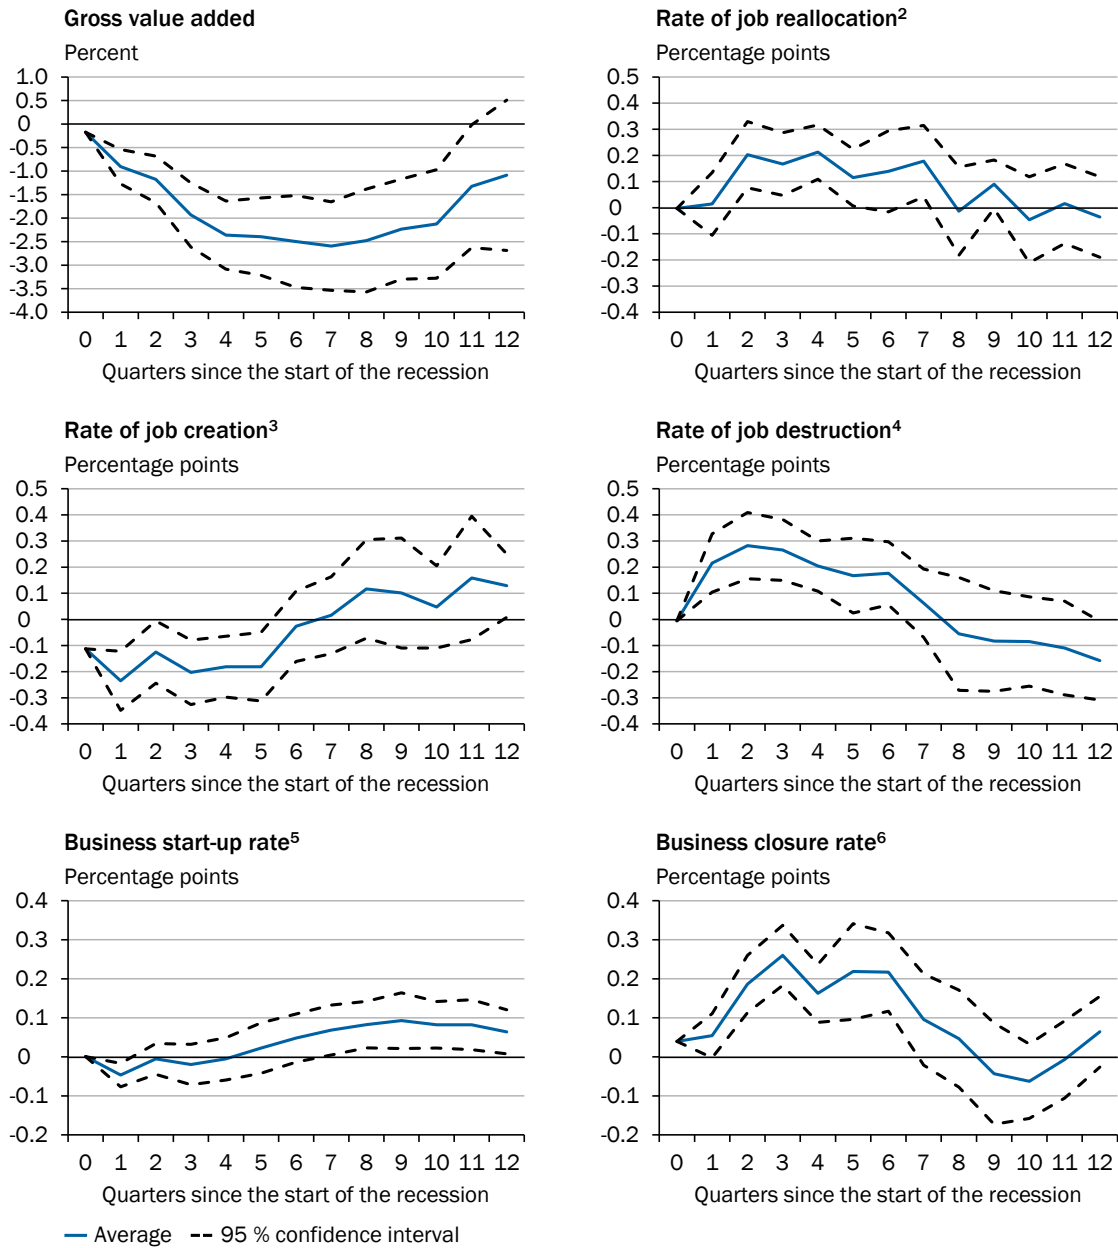 Gross value added
Percent
1.0
0.5
0
-0.5
-1.0
-1.5
-2.0
-2.5
-3.0
-3.5
-4.0
0 1 2 3 4 5 6 7 8 9 10 11 12
Quarters since the start of the recession
Rate of job reallocation²
Percentage points
0.5
0.4
0.3
0.2
0.1
0
-0.1
-0.2
-0.3
-0.4
0 1 2 3 4 5 6 7 8 9 10 11 12
Quarters since the start of the recession
Rate of job creation³
Percentage points
0.5
0.4
0.3
0.2
0.1
0
-0.1
-0.2
-0.3
-0.4
0 1 2 3 4 5 6 7 8 9 10 11 12
Quarters since the start of the recession
Rate of job destruction⁴
Percentage points
0.5
0.4
0.3
0.2
0.1
0
-0.1
-0.2
-0.3
-0.4
0 1 2 3 4 5 6 7 8 9 10 11 12
Quarters since the start of the recession
Business start-up rate⁵
Percentage points
0.4
0.3
0.2
0.1
0
-0.1
-0.2
0 1 2 3 4 5 6 7 8 9 10 11 12
Quarters since the start of the recession
Business closure rate⁶
Percentage points
0.4
0.3
0.2
0.1
0
-0.1
-0.2
0 1 2 3 4 5 6 7 8 9 10 11 12
Quarters since the start of the recession
Average 95 % confidence interval